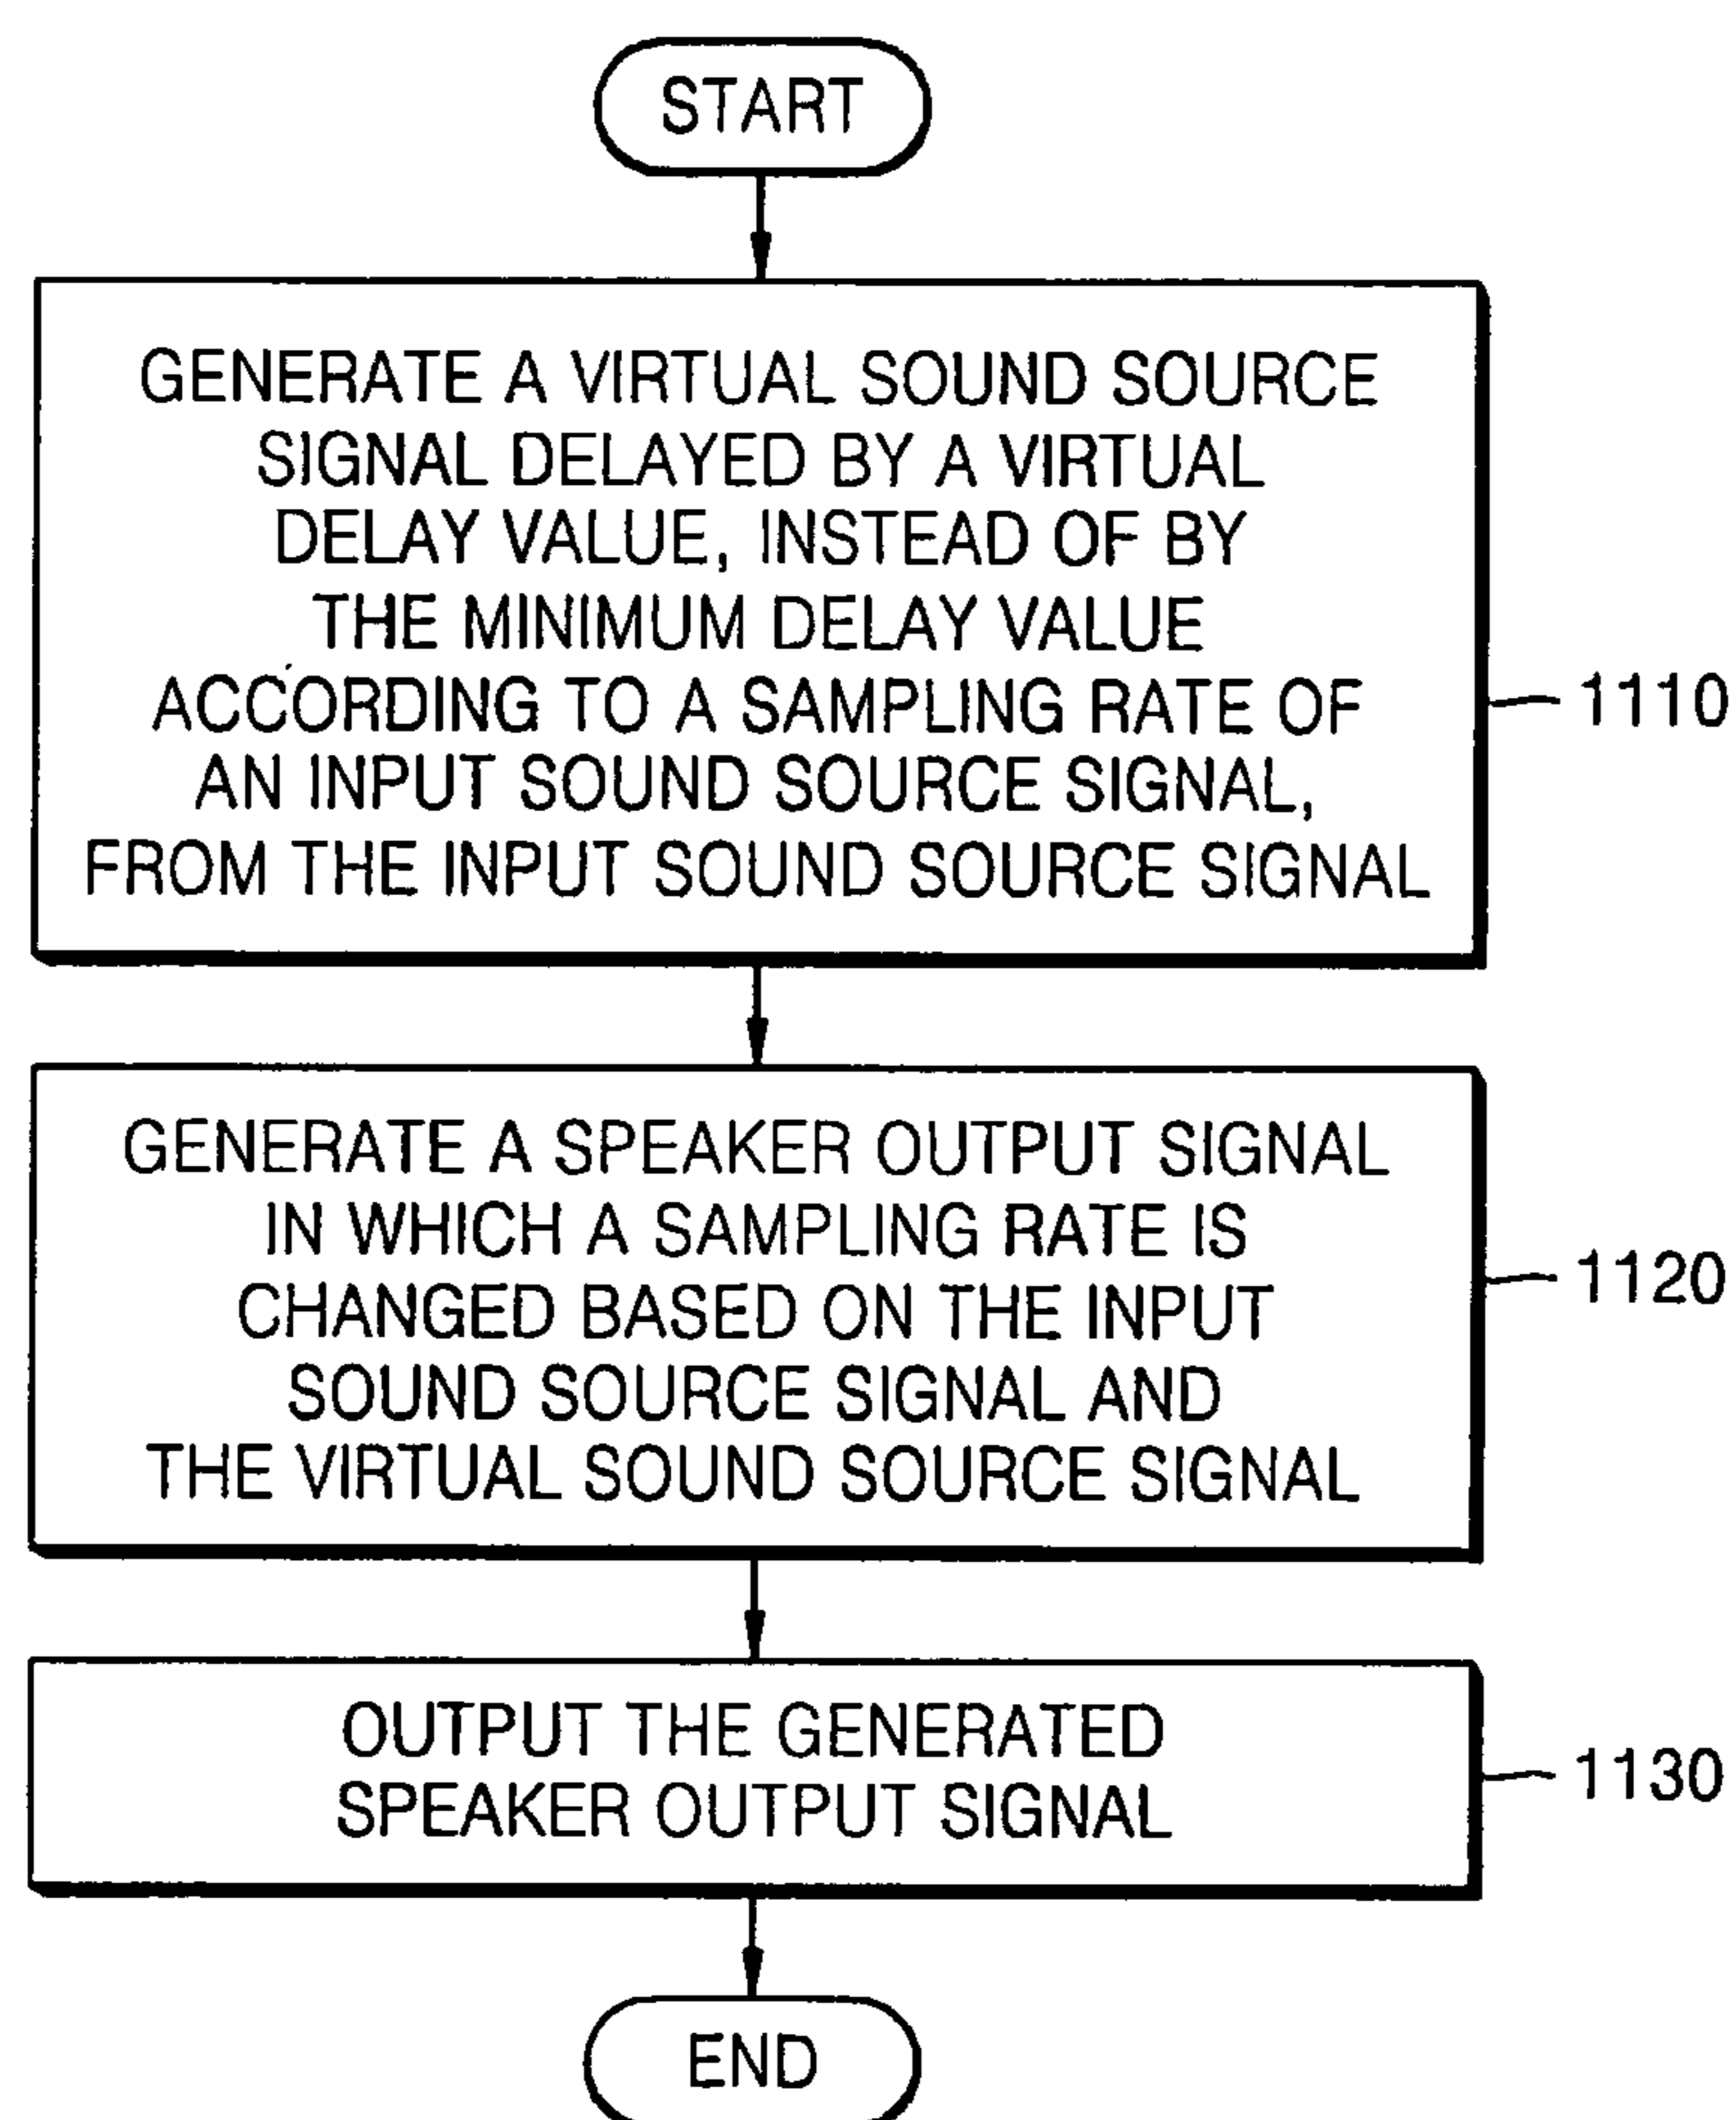 START
GENERATE A VIRTUAL SOUND SOURCE
SIGNAL DELAYED BY A VIRTUAL
DELAY VALUE, INSTEAD OF BY
THE MINIMUM DELAY VALUE
ACCORDING TO A SAMPLING RATE OF
AN INPUT SOUND SOURCE SIGNAL,
FROM THE INPUT SOUND SOURCE SIGNAL
1110
GENERATE A SPEAKER OUTPUT SIGNAL
IN WHICH A SAMPLING RATE IS
CHANGED BASED ON THE INPUT
SOUND SOURCE SIGNAL AND
THE VIRTUAL SOUND SOURCE SIGNAL
1120
OUTPUT THE GENERATED
SPEAKER OUTPUT SIGNAL
1130
END